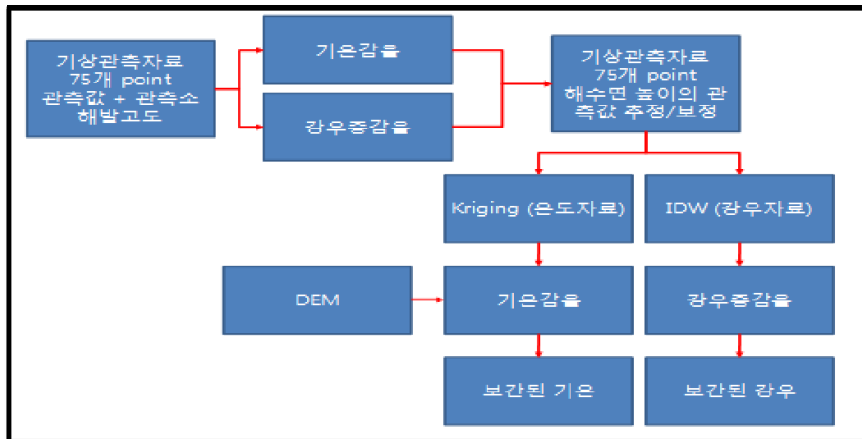 기상관측자료
75개 point
관측값 + 관측소
해발고도
기온감율
강우증감율
기상관측자료
75개 point
해수면 높이의 관
측값 추정/보정
Kriging (온도자료)
IDW (강우자료)
DEM
기온감율
강우증감율
보간된 기온
보간된 강우